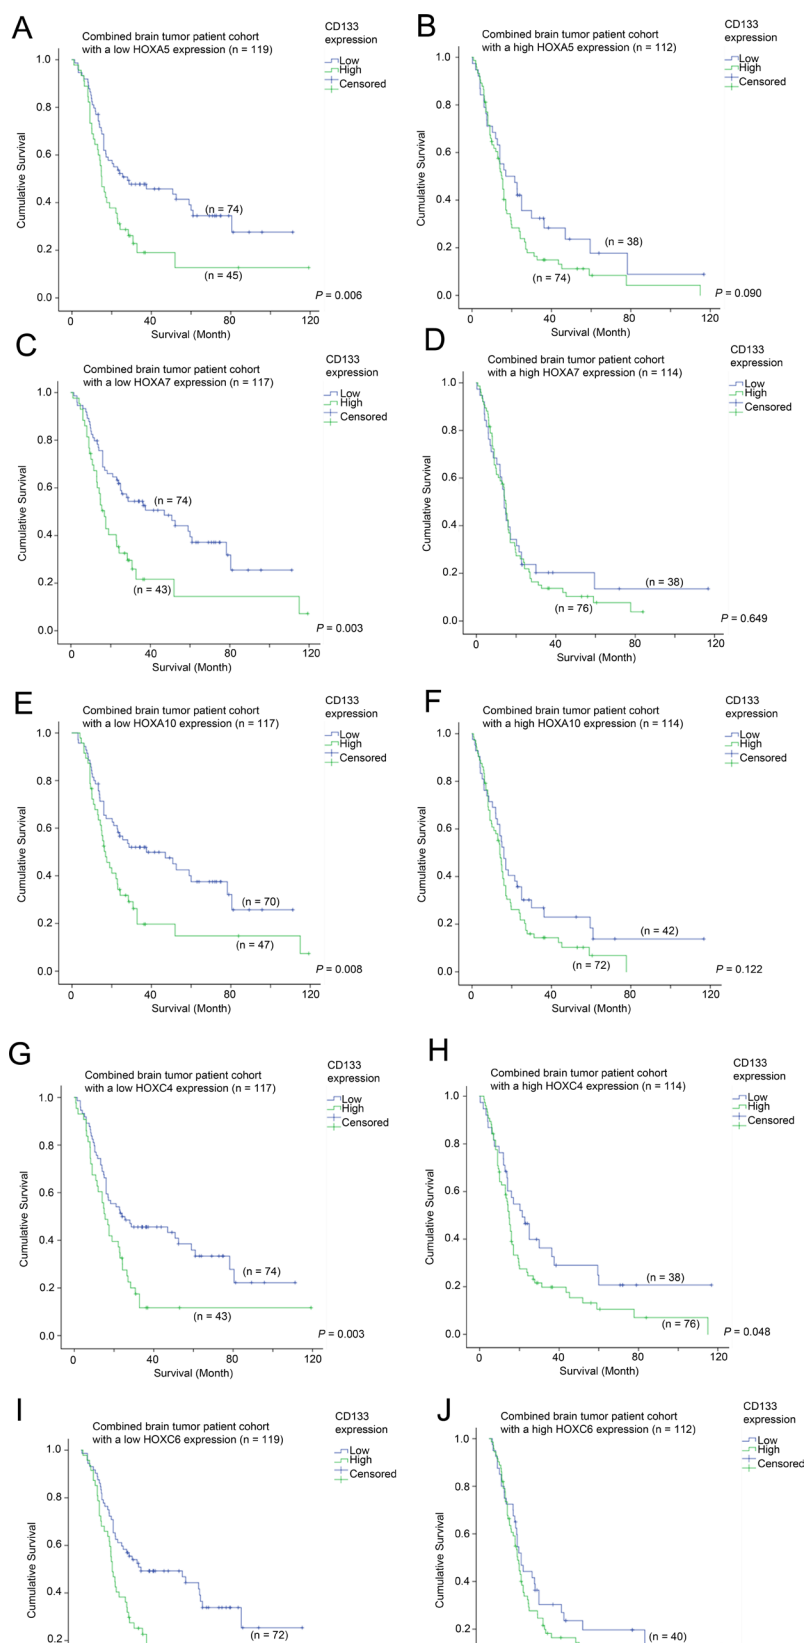 A
Combined brain tumor patient cohort
with a low HOXA5 expression (n = 119)
CD133
expression
Low
High
Censored
1.0
0.8
0.6
0.4
0.2
0.0
Cumulative Survival
(n = 74)
(n = 45)
P = 0.006
0 40 80 120
Survival (Month)
B
Combined brain tumor patient cohort
with a high HOXA5 expression (n = 112)
CD133
expression
Low
High
Censored
1.0
0.8
0.6
0.4
0.2
0.0
Cumulative Survival
(n = 38)
(n = 74)
P = 0.090
0 40 80 120
Survival (Month)
C
Combined brain tumor patient cohort
with a low HOXA7 expression (n = 117)
CD133
expression
Low
High
Censored
1.0
0.8
0.6
0.4
0.2
0.0
Cumulative Survival
(n = 74)
(n = 43)
P = 0.003
0 40 80 120
Survival (Month)
D
Combined brain tumor patient cohort
with a high HOXA7 expression (n = 114)
CD133
expression
Low
High
Censored
1.0
0.8
0.6
0.4
0.2
0.0
Cumulative Survival
(n = 38)
(n = 76)
P = 0.649
0 40 80 120
Survival (Month)
E
Combined brain tumor patient cohort
with a low HOXA10 expression (n = 117)
CD133
expression
Low
High
Censored
1.0
0.8
0.6
0.4
0.2
0.0
Cumulative Survival
(n = 70)
(n = 47)
P = 0.008
0 40 80 120
Survival (Month)
F
Combined brain tumor patient cohort
with a high HOXA10 expression (n = 114)
CD133
expression
Low
High
Censored
1.0
0.8
0.6
0.4
0.2
0.0
Cumulative Survival
(n = 42)
(n = 72)
P = 0.122
0 40 80 120
Survival (Month)
G
Combined brain tumor patient cohort
with a low HOXC4 expression (n = 117)
CD133
expression
Low
High
Censored
1.0
0.8
0.6
0.4
0.2
0.0
Cumulative Survival
(n = 74)
(n = 43)
P = 0.003
0 40 80 120
Survival (Month)
H
Combined brain tumor patient cohort
with a high HOXC4 expression (n = 114)
CD133
expression
Low
High
Censored
1.0
0.8
0.6
0.4
0.2
0.0
Cumulative Survival
(n = 38)
(n = 76)
P = 0.048
0 40 80 120
Survival (Month)
I
Combined brain tumor patient cohort
with a low HOXC6 expression (n = 119)
CD133
expression
Low
High
Censored
1.0
0.8
0.6
0.4
0.2
Cumulative Survival
(n = 72)
J
Combined brain tumor patient cohort
with a high HOXC6 expression (n = 112)
CD133
expression
Low
High
Censored
1.0
0.8
0.6
0.4
0.2
Cumulative Survival
(n = 40)